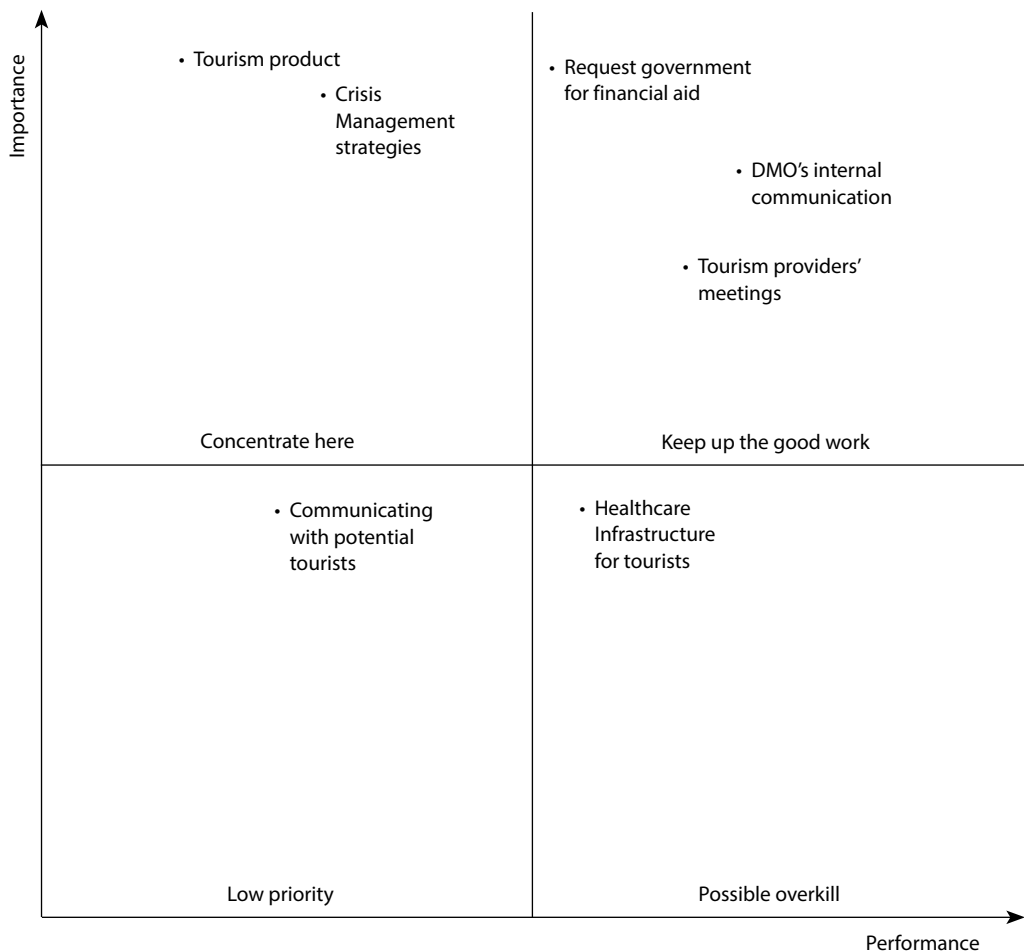 Importance
• Tourism product
• Crisis
Management
strategies
Concentrate here
• Request government
for financial aid
• DMO’s internal
communication
• Tourism providers’
meetings
Keep up the good work
• Communicating
with potential
tourists
Low priority
• Healthcare
Infrastructure
for tourists
Possible overkill
Performance